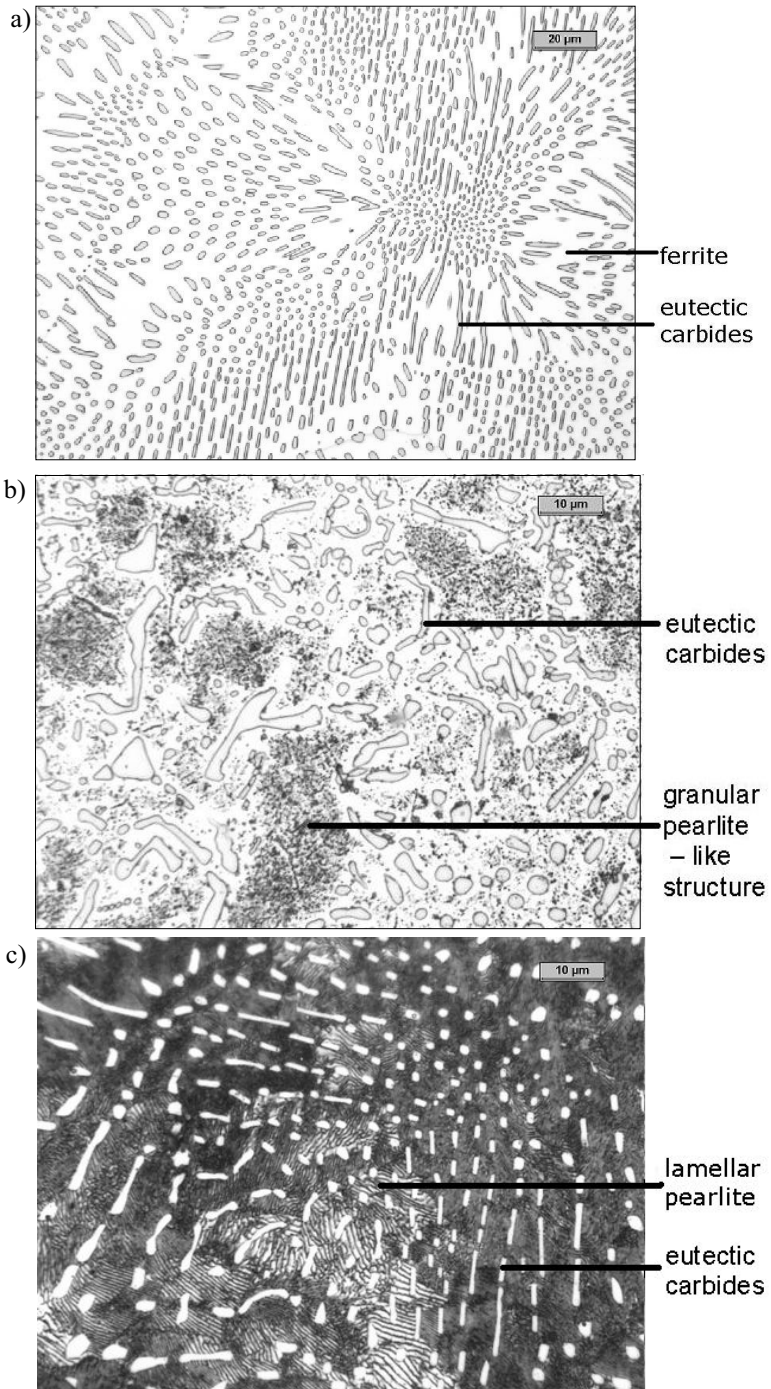 a)
20 µm
ferrite
eutectic
carbides
b)
10 µm
eutectic
carbides
granular
pearlite
– like
structure
c)
10 µm
lamellar
pearlite
eutectic
carbides